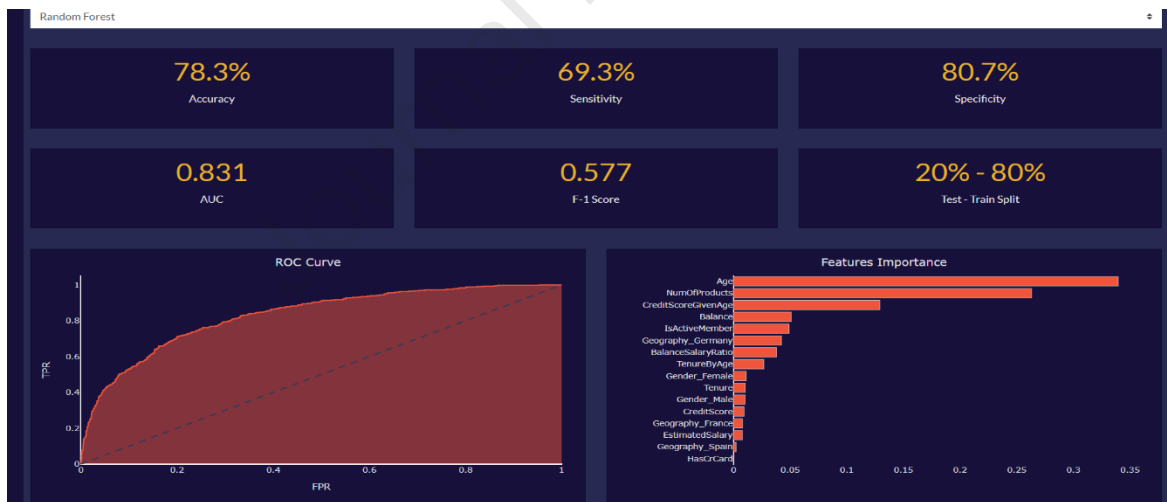 Random Forest
78.3%
Accuracy
69.3%
Sensitivity
80.7%
Specificity
0.831
AUC
0.577
F-1 Score
20% - 80%
Test - Train Split
ROC Curve
1
0.8
0.6
0.4
0.2
0
TPR
0
0.2
0.4
0.6
0.8
1
FPR
Features Importance
Age
NumOfProducts
CreditScoreGivenAge
Balance
IsActiveMember
Geography_Germany
BalanceSalaryRatio
TenureByAge
Gender_Female
Tenure
Gender_Male
CreditScore
Geography_France
EstimatedSalary
Geography_Spain
HasCrCard
0
0.05
0.1
0.15
0.2
0.25
0.3
0.35